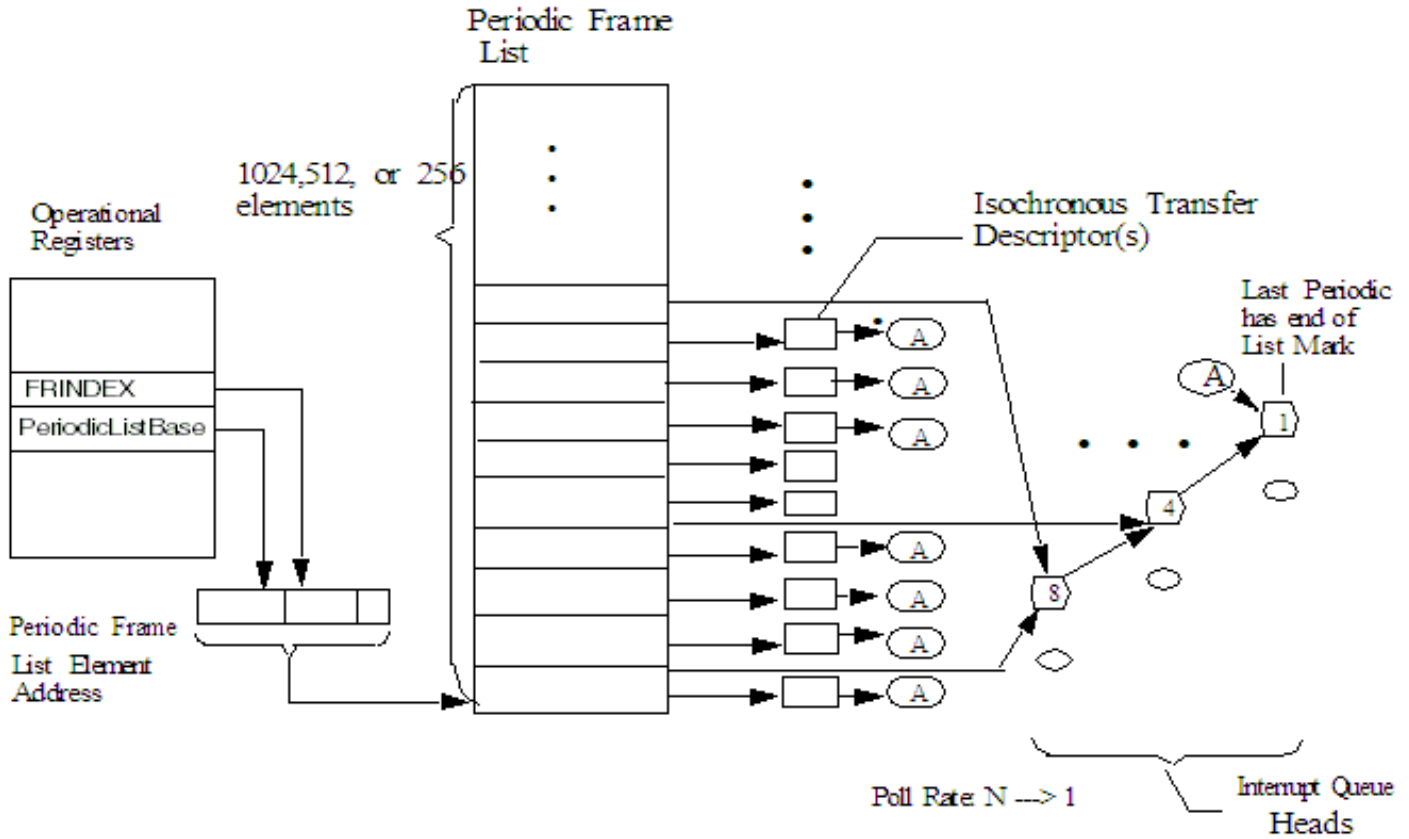 Periodic Frame
List
1024,512, or 256
elements
Operational
Registers
Isochronous Transfer
Descriptor(s)
Last Periodic
has end of
List Mark
FRINDEX
PeriodicListBase
A
A
A
A
1
4
A
A
8
A
A
Periodic Frame
List Element
Address
Poll Rate: N ---> 1
Interrupt Queue
Heads